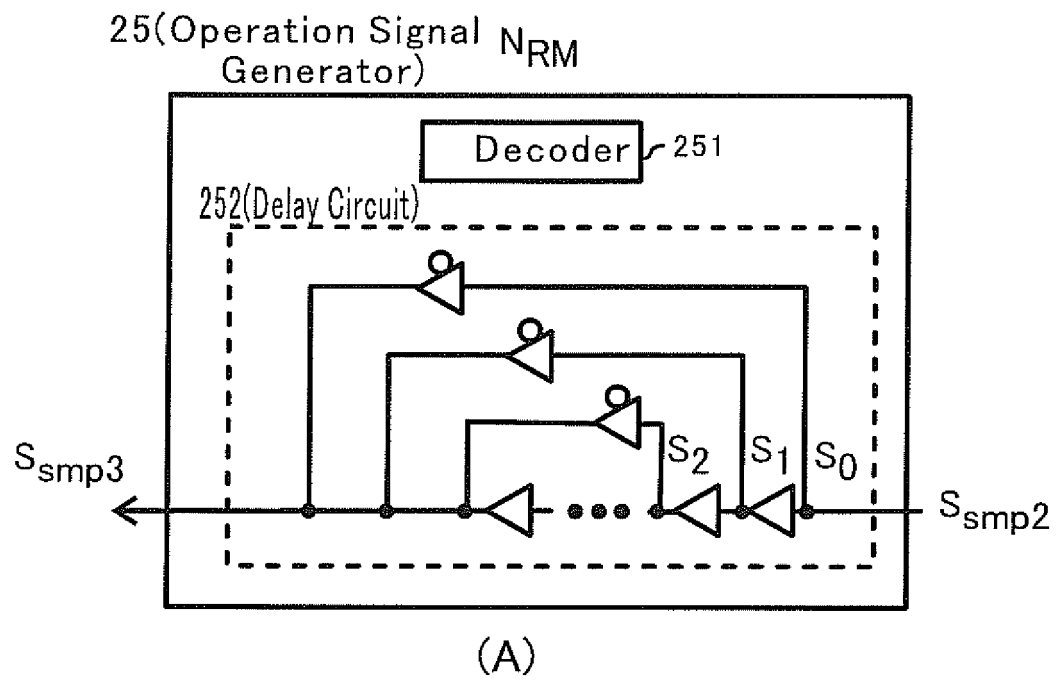 25(Operation Signal
Generator)
N_RM
Decoder
251
252(Delay Circuit)
S_2
S_1
S_0
S_smp3
S_smp2
(A)